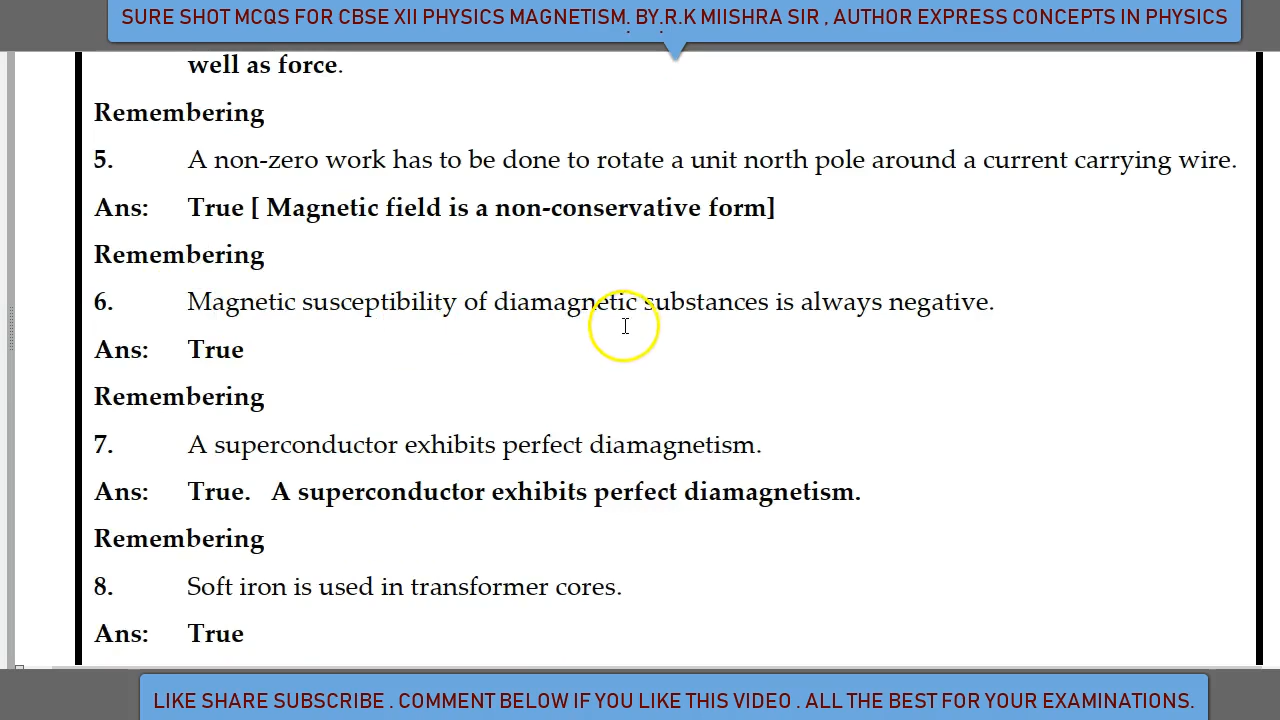 SURE SHOT MCQS FOR CBSE XII PHYSICS MAGNETISM. BY.R.K MIISHRA SIR , AUTHOR EXPRESS CONCEPTS IN PHYSICS
well as force.
Remembering
5. A non-zero work has to be done to rotate a unit north pole around a current carrying wire.
Ans: True [ Magnetic field is a non-conservative form]
Remembering
6. Magnetic susceptibility of diamagnetic substances is always negative.
Ans: True
Remembering
7. A superconductor exhibits perfect diamagnetism.
Ans: True. A superconductor exhibits perfect diamagnetism.
Remembering
8. Soft iron is used in transformer cores.
Ans: True
LIKE SHARE SUBSCRIBE . COMMENT BELOW IF YOU LIKE THIS VIDEO . ALL THE BEST FOR YOUR EXAMINATIONS.